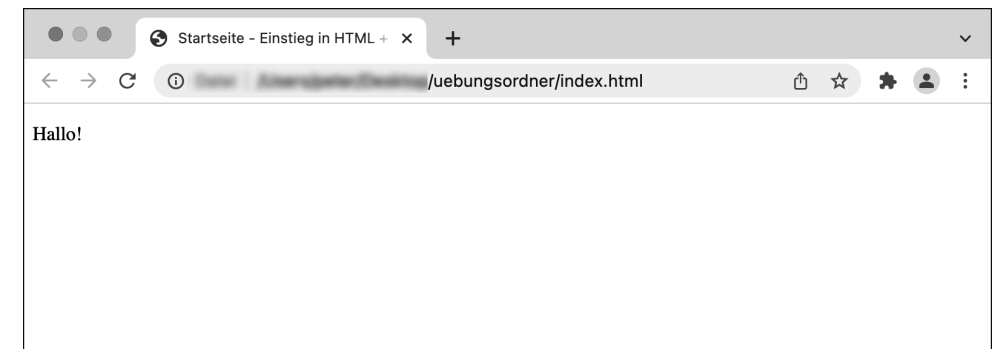 Startseite - Einstieg in HTML +
/uebungsordner/index.html
Hallo!